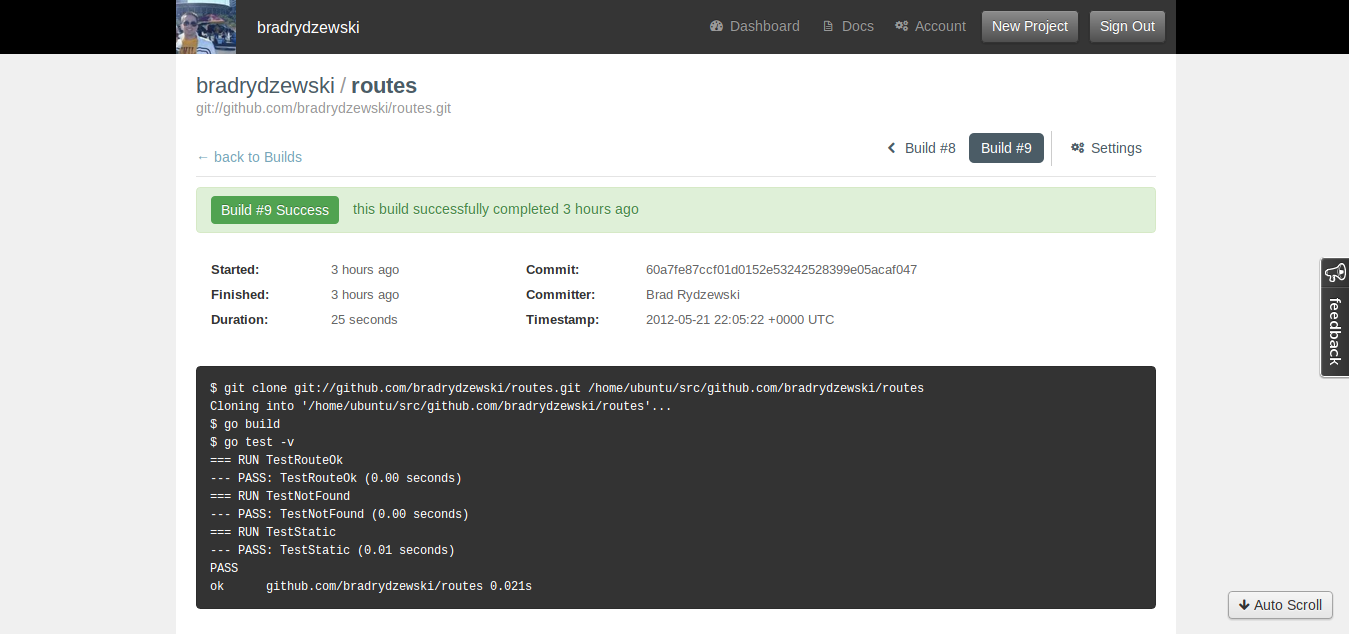 bradrydzewski
Dashboard
Docs
Account
New Project
Sign Out
bradrydzewski / routes
git://github.com/bradrydzewski/routes.git
← back to Builds
Build #8
Build #9
Settings
Build #9 Success this build successfully completed 3 hours ago
Started: 3 hours ago
Commit: 60a7fe87ccf01d0152e53242528399e05acaf047
Finished: 3 hours ago
Committer: Brad Rydzewski
Duration: 25 seconds
Timestamp: 2012-05-21 22:05:22 +0000 UTC
feedback
$ git clone git://github.com/bradrydzewski/routes.git /home/ubuntu/src/github.com/bradrydzewski/routes
Cloning into '/home/ubuntu/src/github.com/bradrydzewski/routes'...
$ go build
$ go test -v
=== RUN TestRouteOk
--- PASS: TestRouteOk (0.00 seconds)
=== RUN TestNotFound
--- PASS: TestNotFound (0.00 seconds)
=== RUN TestStatic
--- PASS: TestStatic (0.01 seconds)
PASS
ok      github.com/bradrydzewski/routes 0.021s
Auto Scroll